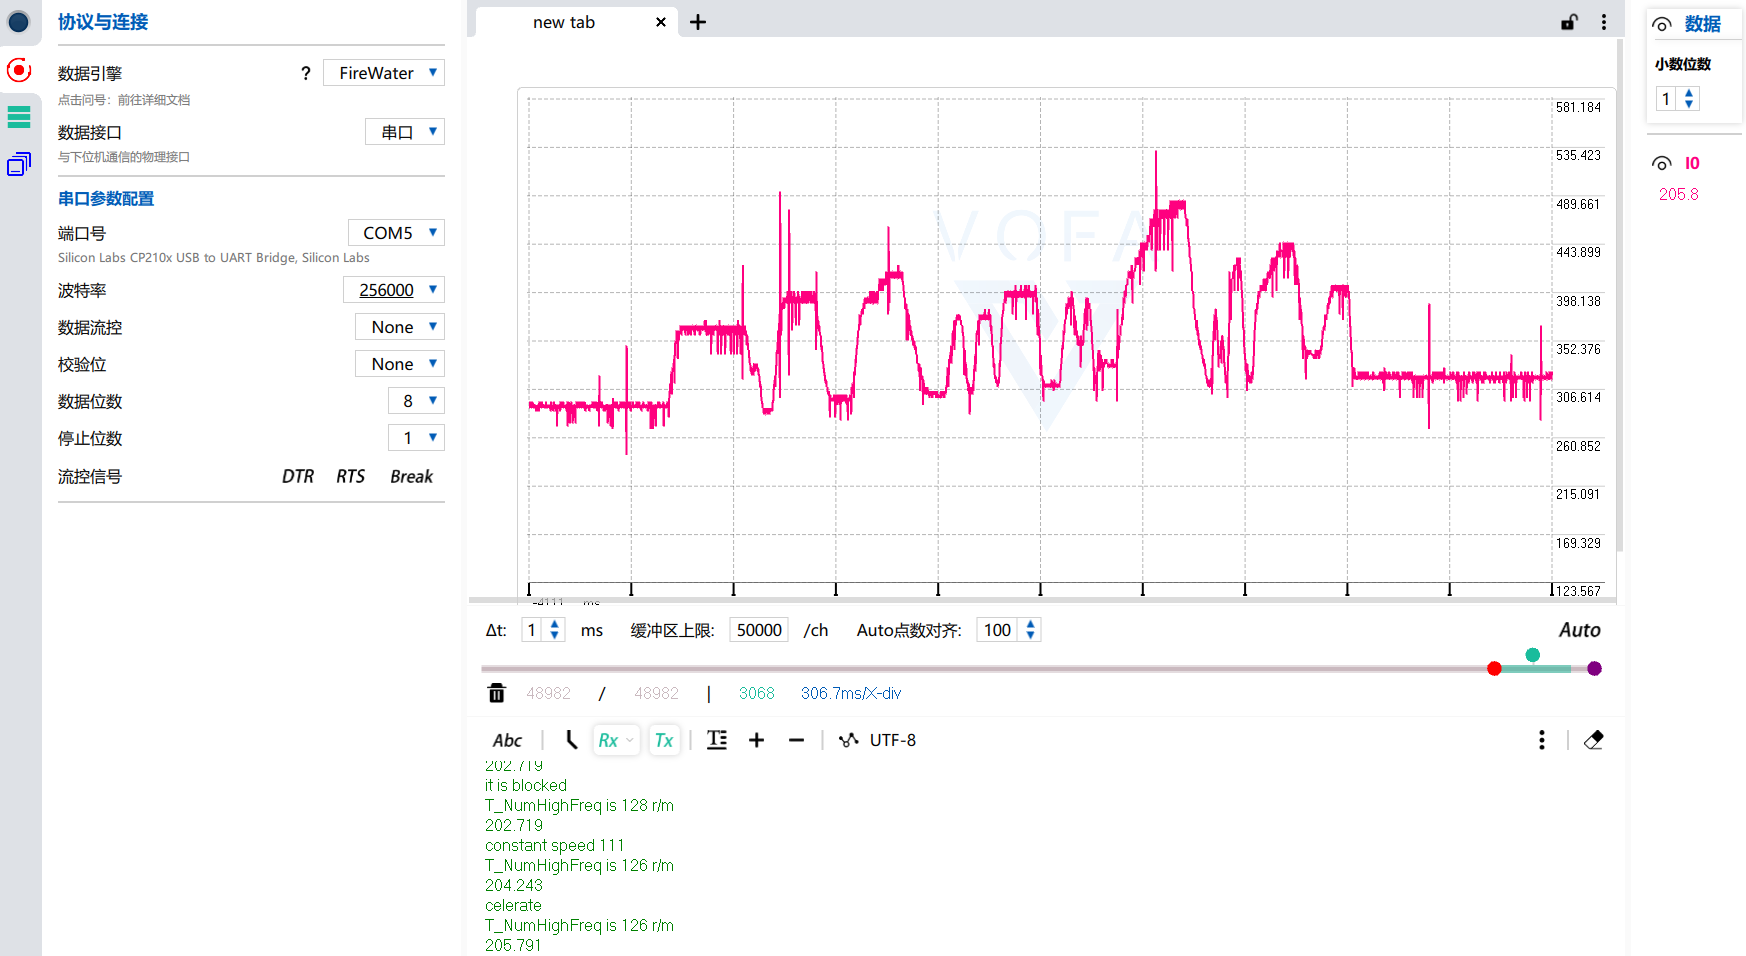 协议与连接
数据引擎 ? FireWater
点击问号：前往详细文档
数据接口 串口
与下位机通信的物理接口
串口参数配置
端口号 COM5
Silicon Labs CP210x USB to UART Bridge, Silicon Labs
波特率 256000
数据流控 None
校验位 None
数据位数 8
停止位数 1
流控信号 DTR RTS Break
new tab
VOFA
581.184
535.423
489.661
443.899
398.138
352.376
306.614
260.852
215.091
169.329
123.567
-4111 ms
Δt: 1 ms 缓冲区上限: 50000 /ch Auto点数对齐: 100 Auto
48982 / 48982 | 3068 306.7ms/X-div
Abc Rx Tx UTF-8
202.719
it is blocked
T_NumHighFreq is 128 r/m
202.719
constant speed 111
T_NumHighFreq is 126 r/m
204.243
celerate
T_NumHighFreq is 126 r/m
205.791
数据
小数位数
1
I0
205.8